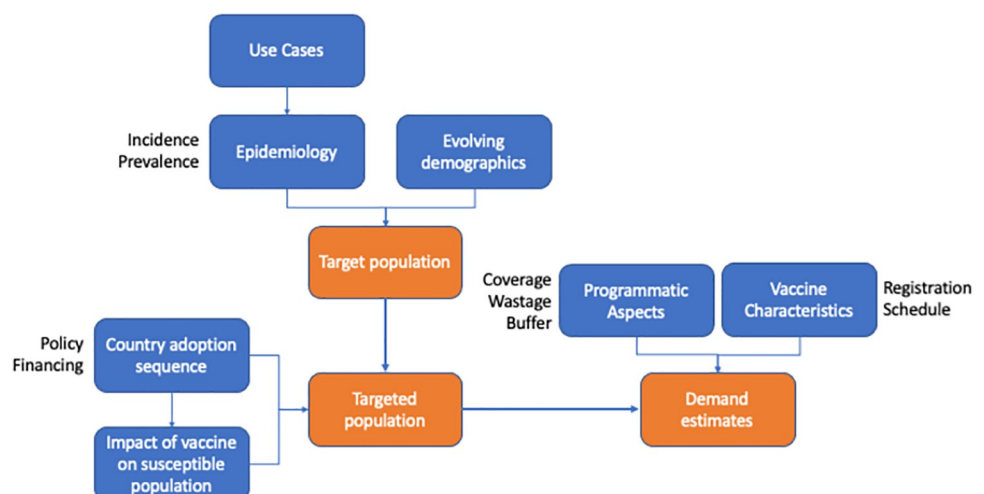 Use Cases
Incidence
Prevalence
Epidemiology
Evolving
demographics
Target population
Coverage
Wastage
Buffer
Programmatic
Aspects
Vaccine
Characteristics
Registration
Schedule
Policy
Financing
Country adoption
sequence
Targeted
population
Demand
estimates
Impact of vaccine
on susceptible
population